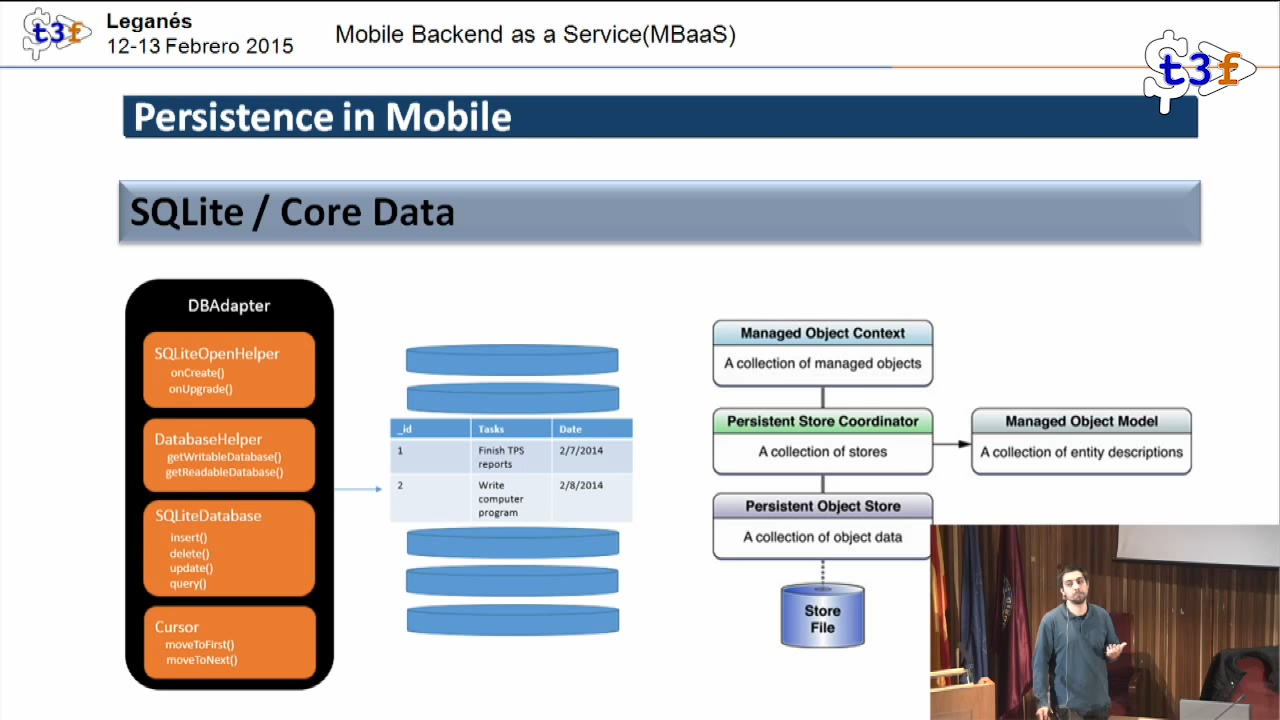 t3f
Leganés
12-13 Febrero 2015
Mobile Backend as a Service(MBaaS)
t3f
Persistence in Mobile
SQLite / Core Data
DBAdapter
SQLiteOpenHelper
onCreate()
onUpgrade()
DatabaseHelper
getWritableDatabase()
getReadableDatabase()
SQLiteDatabase
insert()
delete()
update()
query()
Cursor
moveToFirst()
moveToNext()
_id Tasks Date
1 Finish TPS 2/7/2014
reports
2 Write 2/8/2014
computer
program
Managed Object Context
A collection of managed objects
Persistent Store Coordinator
A collection of stores
Managed Object Model
A collection of entity descriptions
Persistent Object Store
A collection of object data
Store
File